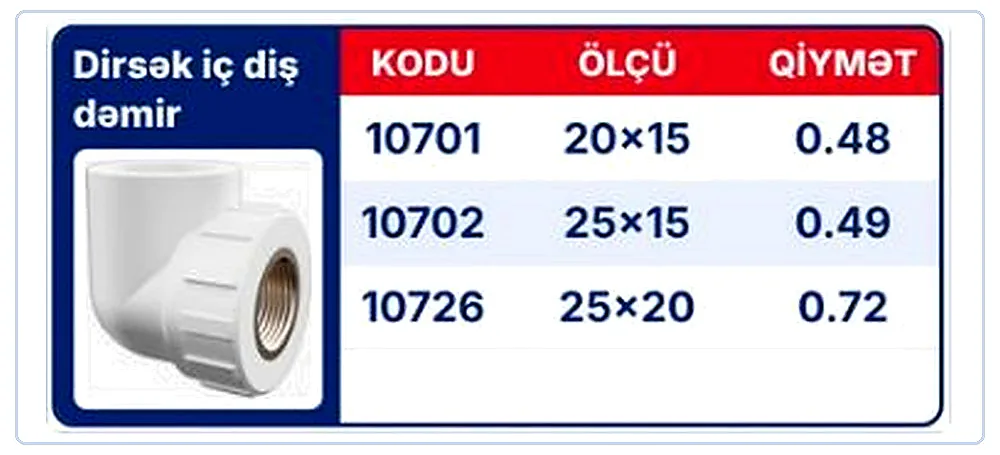 Dirsək iç diş
dəmir
KODU ÖLÇÜ QİYMƏT
10701 20×15 0.48
10702 25×15 0.49
10726 25×20 0.72